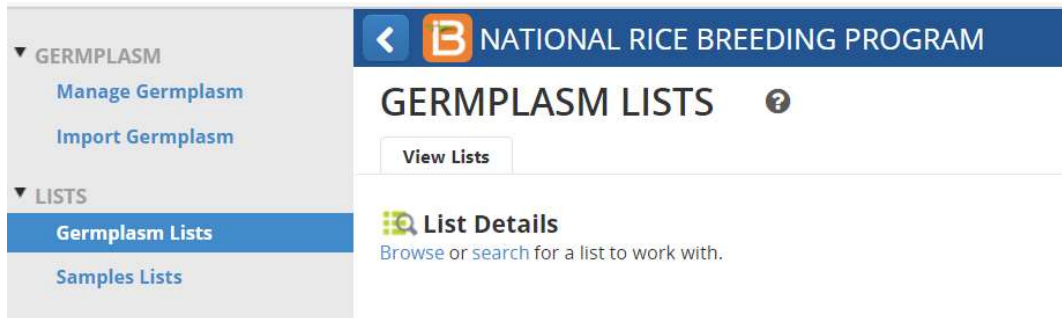 GERMPLASM
Manage Germplasm
Import Germplasm
LISTS
Germplasm Lists
Samples Lists
NATIONAL RICE BREEDING PROGRAM
GERMPLASM LISTS ?
View Lists
List Details
Browse or search for a list to work with.